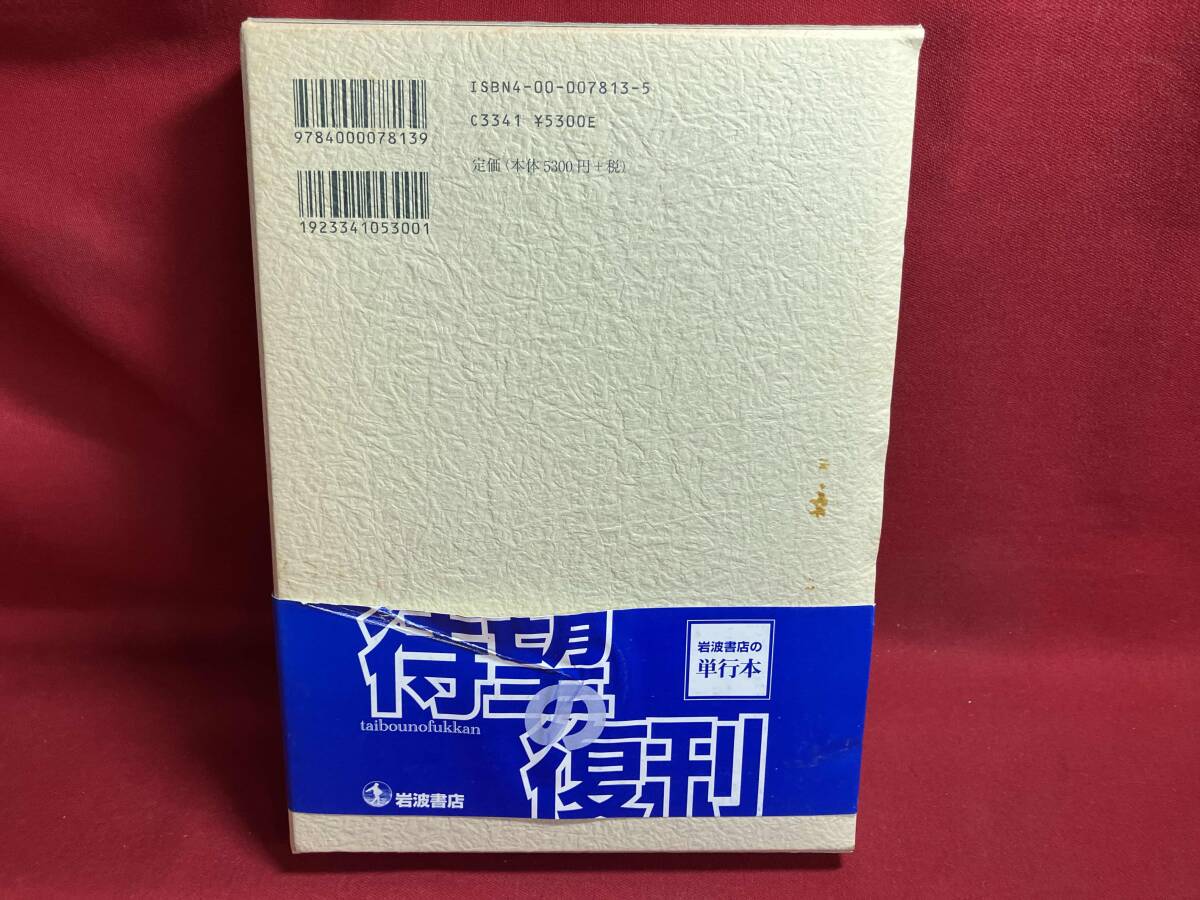 ISBN4-00-007813-5
C3341 ¥5300E
定価(本体5300円+税)
9784000078139
1923341053001
待望の復刊
taibounofukkan
岩波書店の
単行本
岩波書店